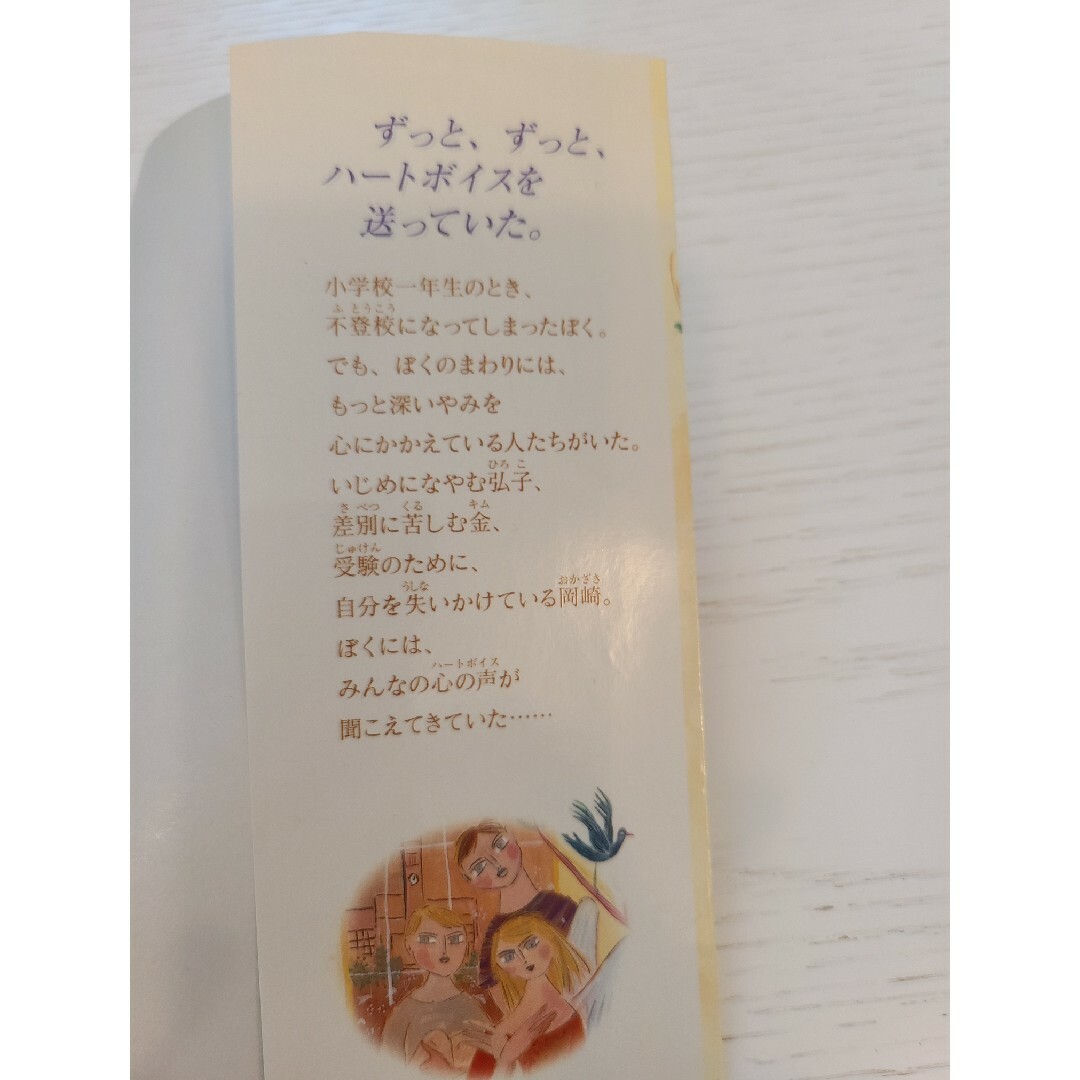 ずっと、ずっと、
ハートボイスを
送っていた。
小学校一年生のとき、
不登校になってしまったぼく。
でも、ぼくのまわりには、
もっと深いやみを
心にかかえている人たちがいた。
いじめになやむ弘子、
差別に苦しむ金、
受験のために、
自分を失いかけている岡崎。
ぼくには、
みんなの心の声が
聞こえてきていた……